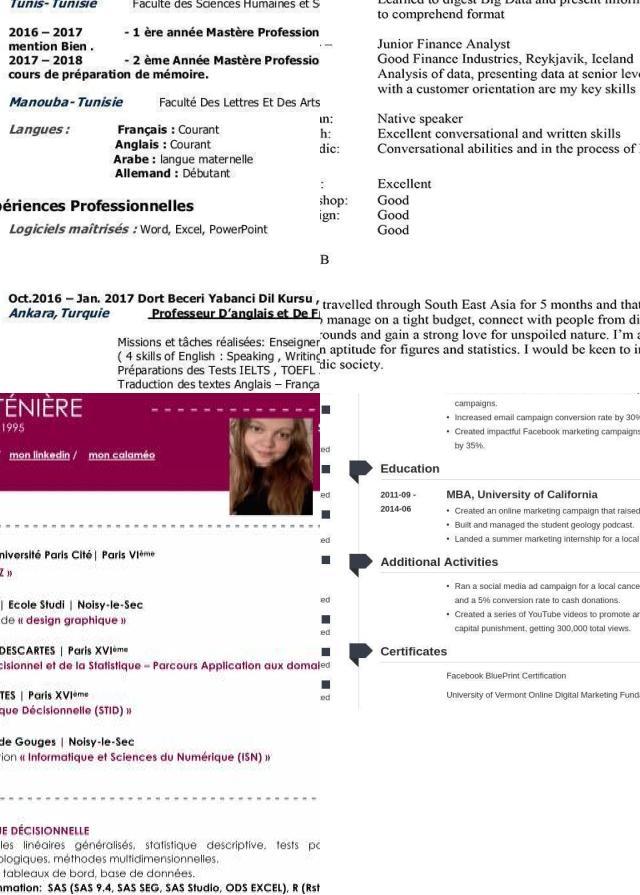 Tunis-Tunisie Faculté des Sciences Humaines et S
2016 – 2017 - 1 ère année Mastère Profession
mention Bien .
2017 – 2018 - 2 ème Année Mastère Professio
cours de préparation de mémoire.
Manouba-Tunisie Faculté Des Lettres Et Des Arts
Langues : Français : Courant
Anglais : Courant
Arabe : langue maternelle
Allemand : Débutant
périences Professionnelles
Logiciels maîtrisés : Word, Excel, PowerPoint
Oct.2016 – Jan. 2017 Dort Beceri Yabanci Dil Kursu ,
Ankara, Turquie Professeur D'anglais et De F
Missions et tâches réalisées: Enseigner
( 4 skills of English : Speaking , Writing
Préparations des Tests IELTS , TOEFL
Traduction des textes Anglais – França
Learned to digest Big Data and present inform
to comprehend format
–
Junior Finance Analyst
Good Finance Industries, Reykjavik, Iceland
Analysis of data, presenting data at senior leve
with a customer orientation are my key skills
an: Native speaker
h: Excellent conversational and written skills
dic: Conversational abilities and in the process of
: Excellent
shop: Good
ign: Good
Good
B
travelled through South East Asia for 5 months and that
manage on a tight budget, connect with people from di
rounds and gain a strong love for unspoiled nature. I'm a
n aptitude for figures and statistics. I would be keen to in
dic society.
TÉNIÈRE
1995
/ mon linkedin / mon calaméo
niversité Paris Cité| Paris VIème
Z »
| Ecole Studi | Noisy-le-Sec
de « design graphique »
DESCARTES | Paris XVIème
cisionnel et de la Statistique – Parcours Application aux domai
TES | Paris XVIème
que Décisionnelle (STID) »
de Gouges | Noisy-le-Sec
ion « Informatique et Sciences du Numérique (ISN) »
UE DÉCISIONNELLE
les linéaires généralisés, statistique descriptive, tests pa
ologiques, méthodes multidimensionnelles.
tableaux de bord, base de données.
mmation: SAS (SAS 9.4, SAS SEG, SAS Studio, ODS EXCEL), R (Rst
ed
ed
ed
ed
ed
ed
campaigns.
• Increased email campaign conversion rate by 30%
• Created impactful Facebook marketing campaigns
by 35%.
Education
2011-09 - MBA, University of California
2014-06 • Created an online marketing campaign that raised
• Built and managed the student geology podcast.
• Landed a summer marketing internship for a local
Additional Activities
• Ran a social media ad campaign for a local cance
and a 5% conversion rate to cash donations.
• Created a series of YouTube videos to promote an
capital punishment, getting 300,000 total views.
Certificates
Facebook BluePrint Certification
University of Vermont Online Digital Marketing Fund